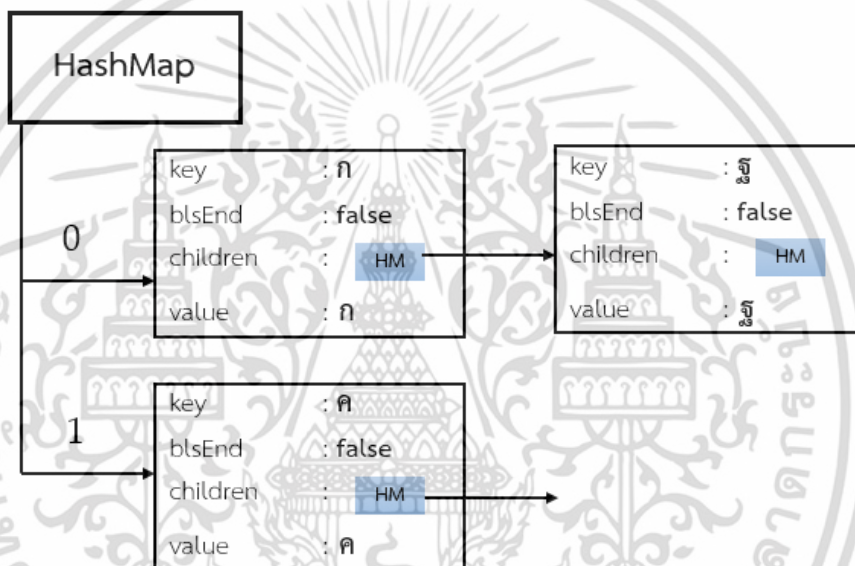 HashMap
0
key : ก
blsEnd : false
children : HM
value : ก
key : ฐ
blsEnd : false
children : HM
value : ฐ
1
key : ค
blsEnd : false
children : HM
value : ค